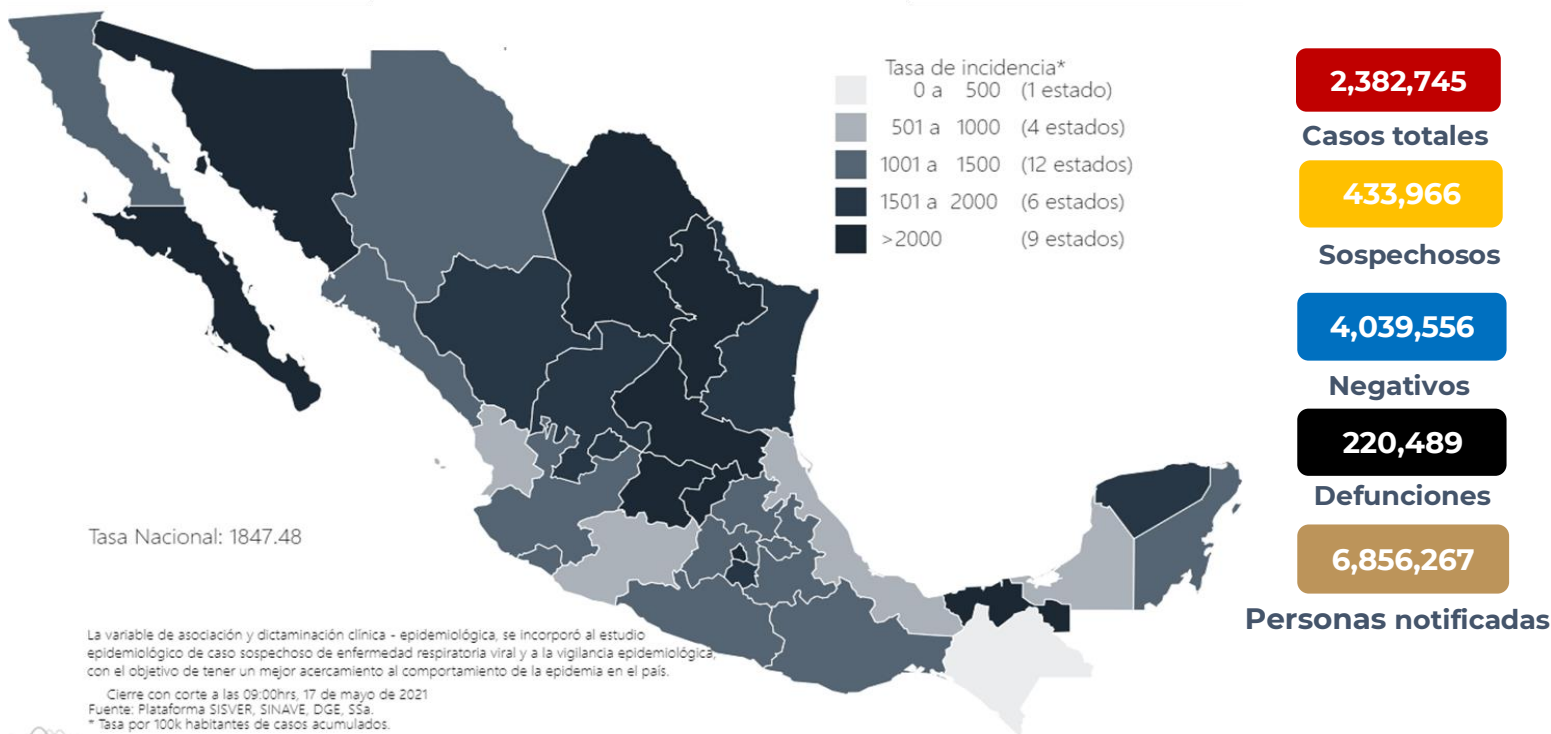 Tasa de incidencia*
0 a 500 (1 estado)
501 a 1000 (4 estados)
1001 a 1500 (12 estados)
1501 a 2000 (6 estados)
>2000 (9 estados)
2,382,745
Casos totales
433,966
Sospechosos
4,039,556
Negativos
220,489
Defunciones
6,856,267
Personas notificadas
Tasa Nacional: 1847.48
La variable de asociación y dictaminación clínica - epidemiológica, se incorporó al estudio
epidemiológico de caso sospechoso de enfermedad respiratoria viral y a la vigilancia epidemiológica,
con el objetivo de tener un mejor acercamiento al comportamiento de la epidemia en el país.
Cierre con corte a las 09:00hrs, 17 de mayo de 2021
Fuente: Plataforma SISVER, SINAVE, DGE, SSa.
* Tasa por 100k habitantes de casos acumulados.